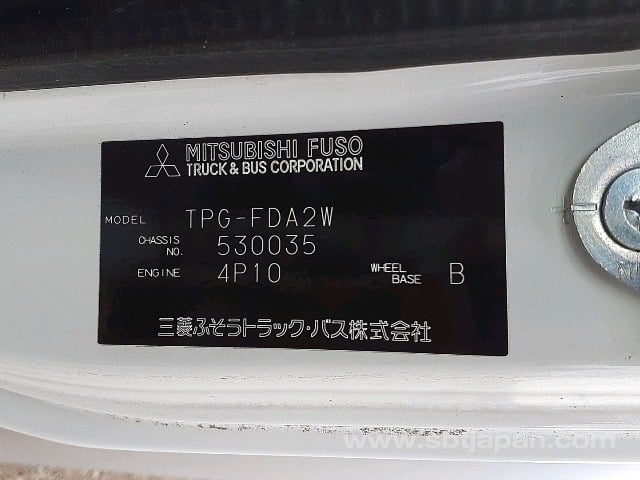 MITSUBISHI FUSO
TRUCK & BUS CORPORATION
MODEL TPG-FDA2W
CHASSIS NO. 530035
ENGINE 4P10 WHEEL BASE B
三菱ふそうトラック・バス株式会社
www.sbtjapan.com